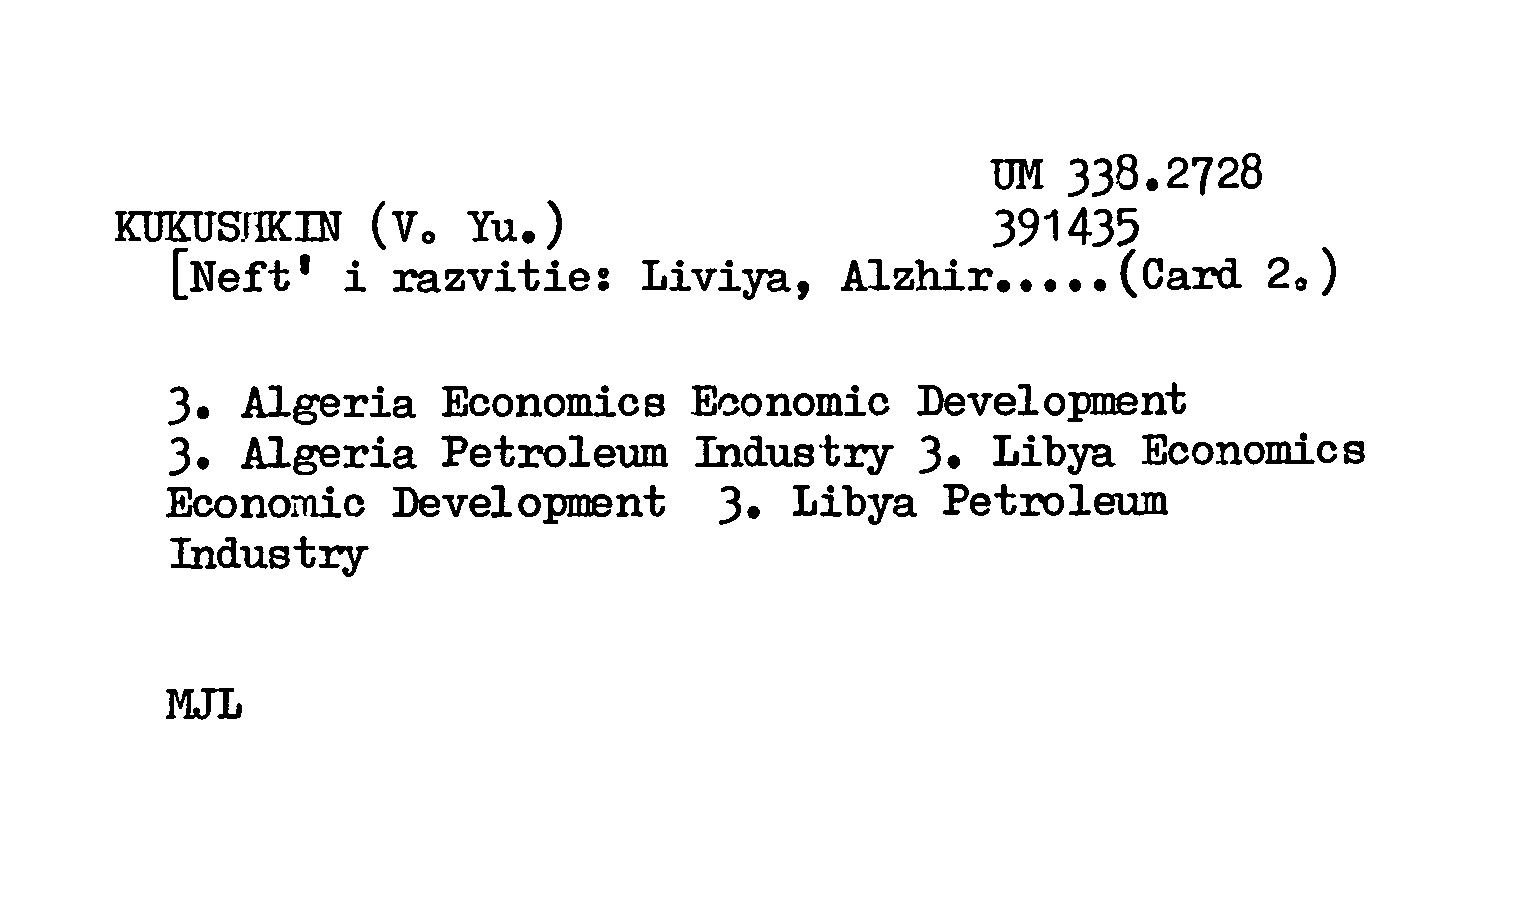 UM 338.2728
KUKUSHKIN (V. Yu.) 391435
[Neft' i razvitie: Liviya, Alzhir.....(Card 2.)
3. Algeria Economics Economic Development
3. Algeria Petroleum Industry 3. Libya Economics
Economic Development 3. Libya Petroleum
Industry
MJL